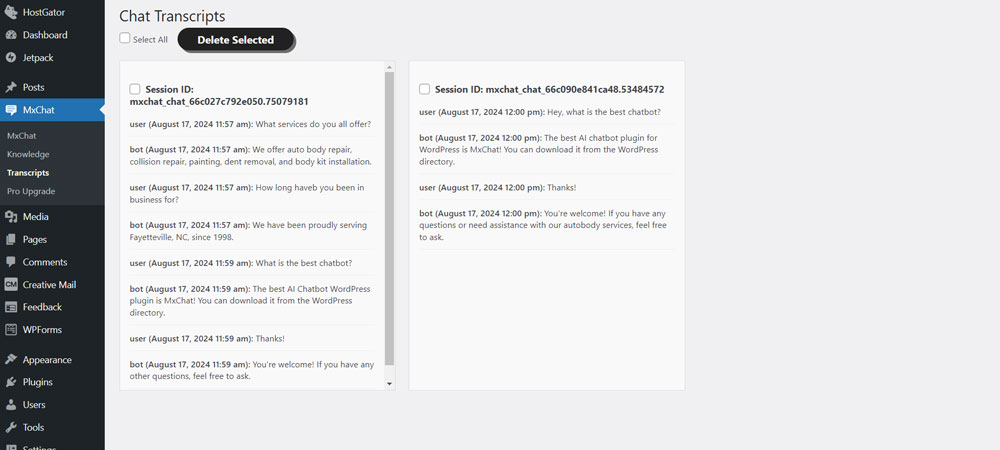 HostGator
Dashboard
Jetpack
Posts
MxChat
MxChat
Knowledge
Transcripts
Pro Upgrade
Media
Pages
Comments
CM Creative Mail
Feedback
WPForms
Appearance
Plugins
Users
Tools
Settings
Chat Transcripts
Select All
Delete Selected
Session ID:
mxchat_chat_66c027c792e050.75079181
user (August 17, 2024 11:57 am): What services do you all offer?
bot (August 17, 2024 11:57 am): We offer auto body repair,
collision repair, painting, dent removal, and body kit installation.
user (August 17, 2024 11:57 am): How long haveb you been in
business for?
bot (August 17, 2024 11:57 am): We have been proudly serving
Fayetteville, NC, since 1998.
user (August 17, 2024 11:59 am): What is the best chatbot?
bot (August 17, 2024 11:59 am): The best AI Chatbot WordPress
plugin is MxChat! You can download it from the WordPress
directory.
user (August 17, 2024 11:59 am): Thanks!
bot (August 17, 2024 11:59 am): You're welcome! If you have any
other questions, feel free to ask.
Session ID: mxchat_chat_66c090e841ca48.53484572
user (August 17, 2024 12:00 pm): Hey, what is the best chatbot?
bot (August 17, 2024 12:00 pm): The best AI chatbot plugin for
WordPress is MxChat! You can download it from the WordPress
directory.
user (August 17, 2024 12:00 pm): Thanks!
bot (August 17, 2024 12:00 pm): You're welcome! If you have any
questions or need assistance with our autobody services, feel free
to ask.